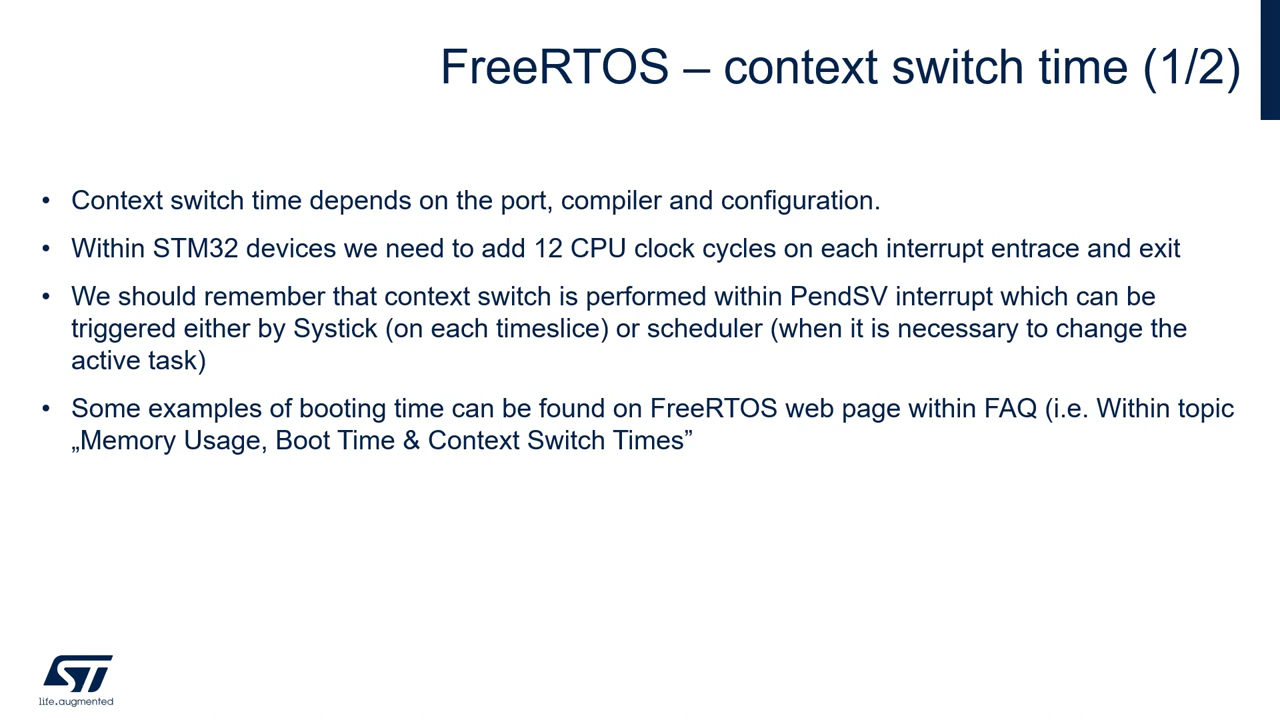 FreeRTOS – context switch time (1/2)
• Context switch time depends on the port, compiler and configuration.
• Within STM32 devices we need to add 12 CPU clock cycles on each interrupt entrace and exit
• We should remember that context switch is performed within PendSV interrupt which can be
triggered either by Systick (on each timeslice) or scheduler (when it is necessary to change the
active task)
• Some examples of booting time can be found on FreeRTOS web page within FAQ (i.e. Within topic
„Memory Usage, Boot Time & Context Switch Times”
ST
life.augmented